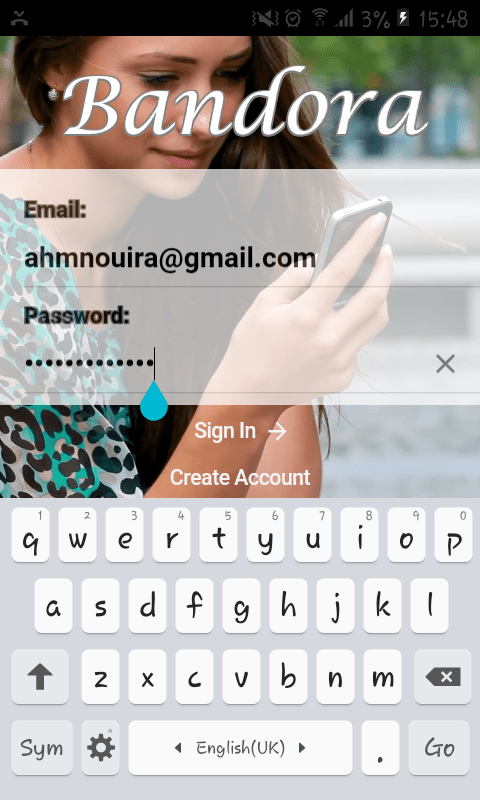 3% 15:48
Bandora
Email:
ahmnouira@gmail.com
Password:
•••••••••••••
Sign In →
Create Account
1 2 3 4 5 6 7 8 9 0
q w e r t y u i o p
a s d f g h j k l
z x c v b n m
Sym English(UK) . Go